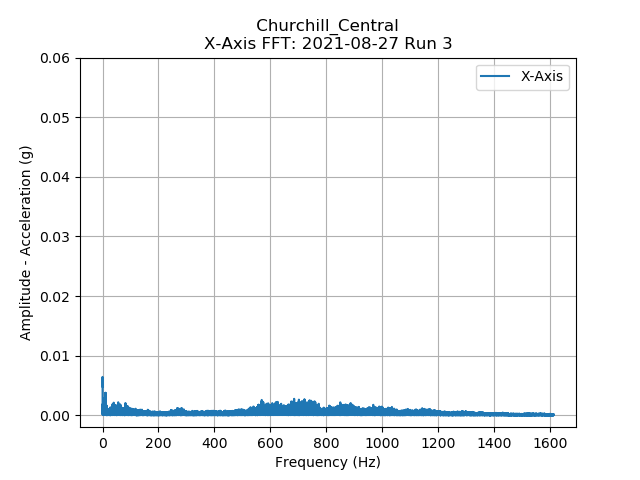 Churchill_Central
X-Axis FFT: 2021-08-27 Run 3
X-Axis
0.06
0.05
0.04
0.03
0.02
0.01
0.00
Amplitude - Acceleration (g)
0 200 400 600 800 1000 1200 1400 1600
Frequency (Hz)